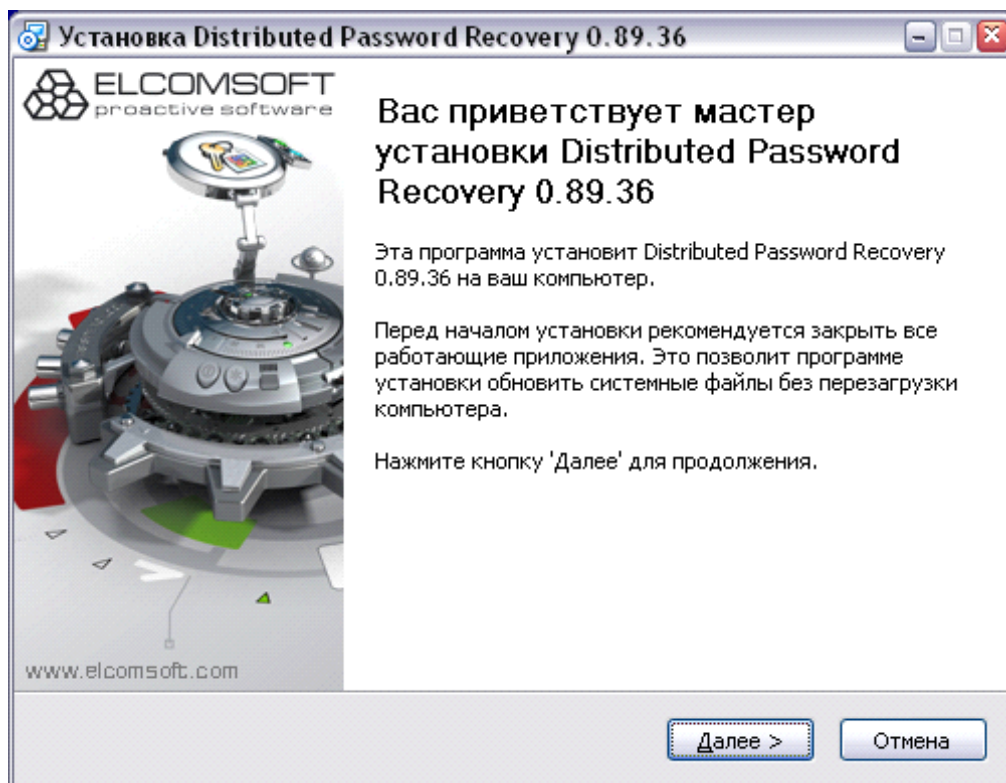 Установка Distributed Password Recovery 0.89.36
ELCOMSOFT
proactive software
Вас приветствует мастер
установки Distributed Password
Recovery 0.89.36
Эта программа установит Distributed Password Recovery
0.89.36 на ваш компьютер.
Перед началом установки рекомендуется закрыть все
работающие приложения. Это позволит программе
установки обновить системные файлы без перезагрузки
компьютера.
Нажмите кнопку 'Далее' для продолжения.
www.elcomsoft.com
Далее >
Отмена